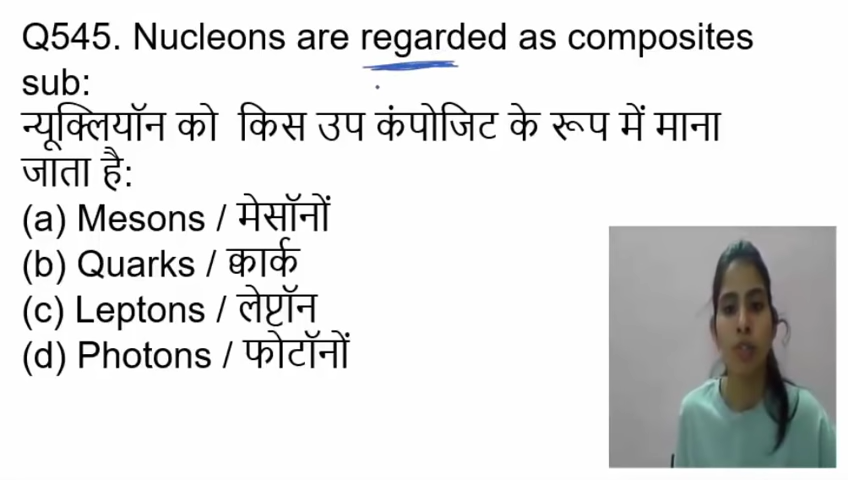 Q545. Nucleons are regarded as composites
sub:
न्यूक्लियॉन को किस उप कंपोजिट के रूप में माना
जाता है:
(a) Mesons / मेसॉनों
(b) Quarks / क्वार्क
(c) Leptons / लेप्टॉन
(d) Photons / फोटॉनों